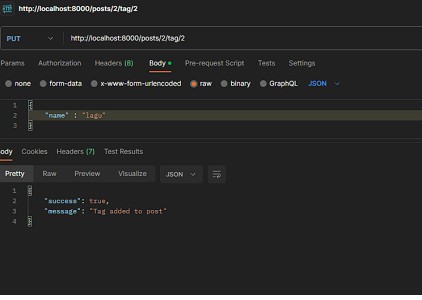 http://localhost:8000/posts/2/tag/2
PUT http://localhost:8000/posts/2/tag/2
Params Authorization Headers (8) Body Pre-request Script Tests Settings
none form-data x-www-form-urlencoded raw binary GraphQL JSON
1 {
2 "name" : "lagu"
3 }
ody Cookies Headers (7) Test Results
Pretty Raw Preview Visualize JSON
1 {
2 "success": true,
3 "message": "Tag added to post"
4 }